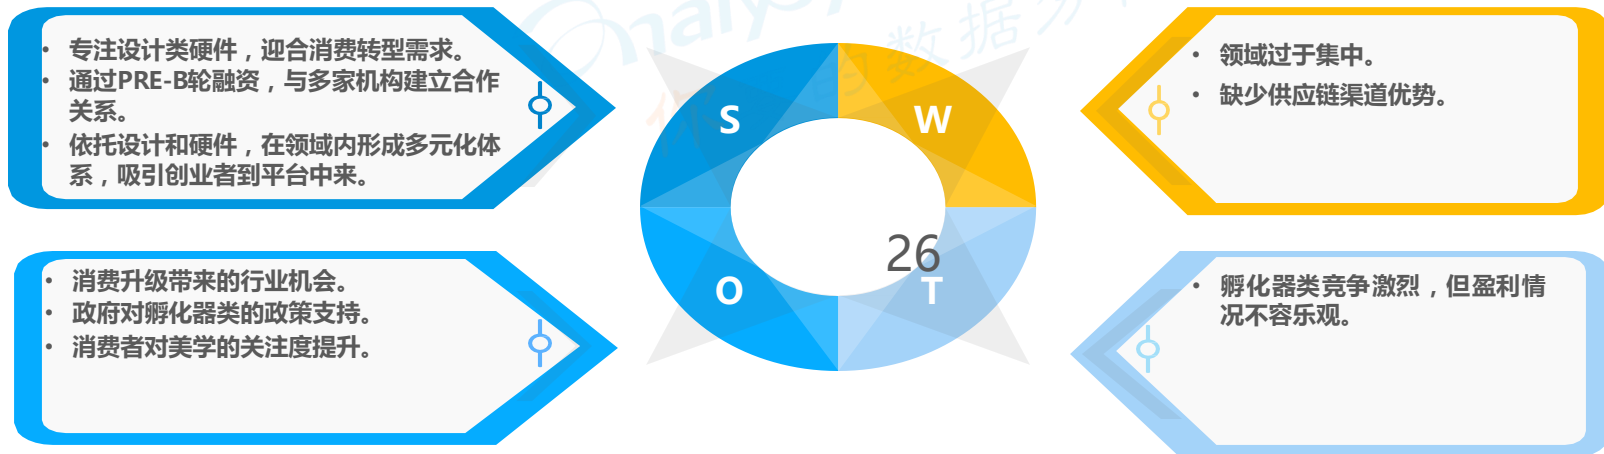 • 专注设计类硬件，迎合消费转型需求。
• 通过PRE-B轮融资，与多家机构建立合作
关系。
• 依托设计和硬件，在领域内形成多元化体
系，吸引创业者到平台中来。
• 领域过于集中。
• 缺少供应链渠道优势。
S
W
O
T
26
• 消费升级带来的行业机会。
• 政府对孵化器类的政策支持。
• 消费者对美学的关注度提升。
• 孵化器类竞争激烈，但盈利情
况不容乐观。
的数据分